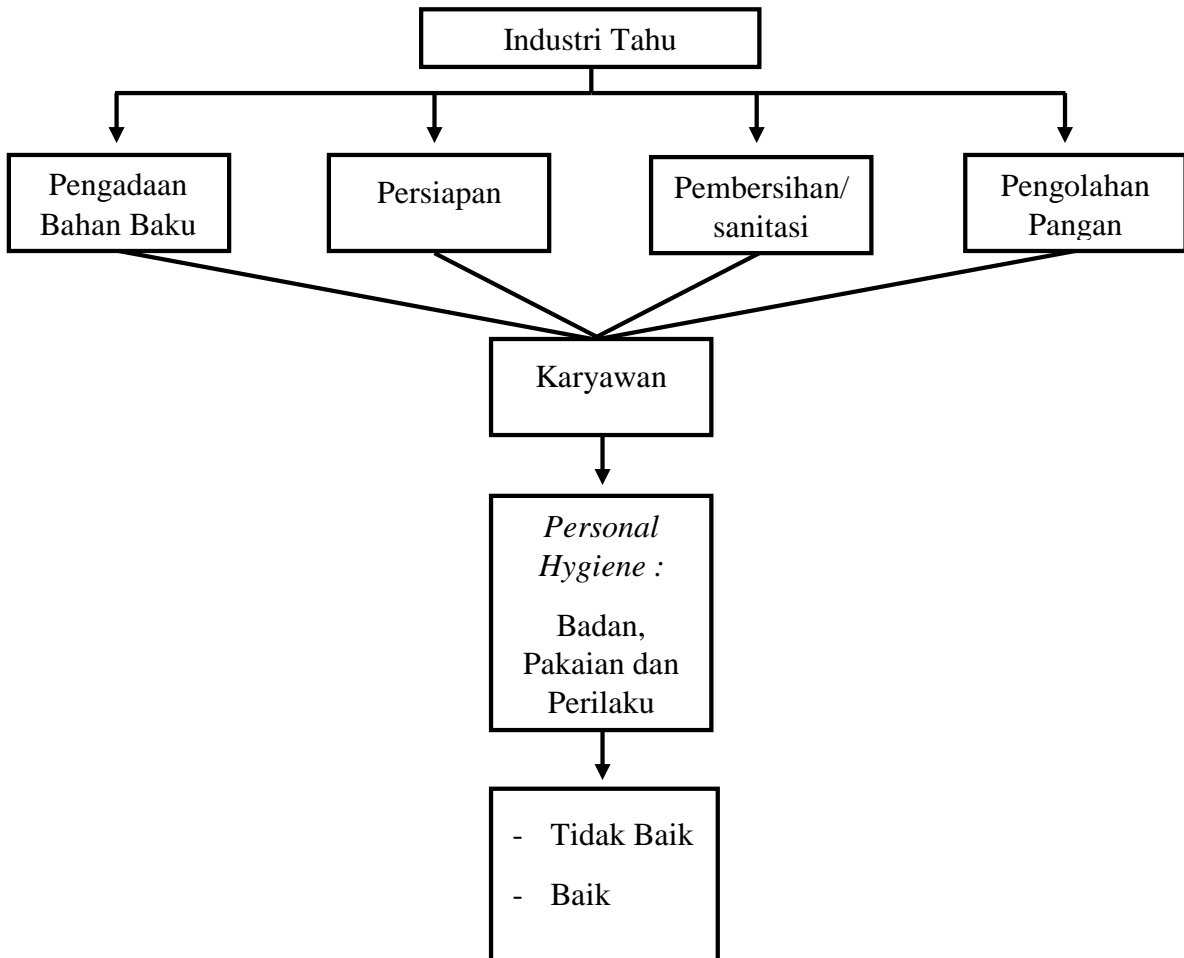 Industri Tahu
Pengadaan
Bahan Baku
Persiapan
Pembersihan/
sanitasi
Pengolahan
Pangan
Karyawan
Personal
Hygiene :
Badan,
Pakaian dan
Perilaku
- Tidak Baik
- Baik